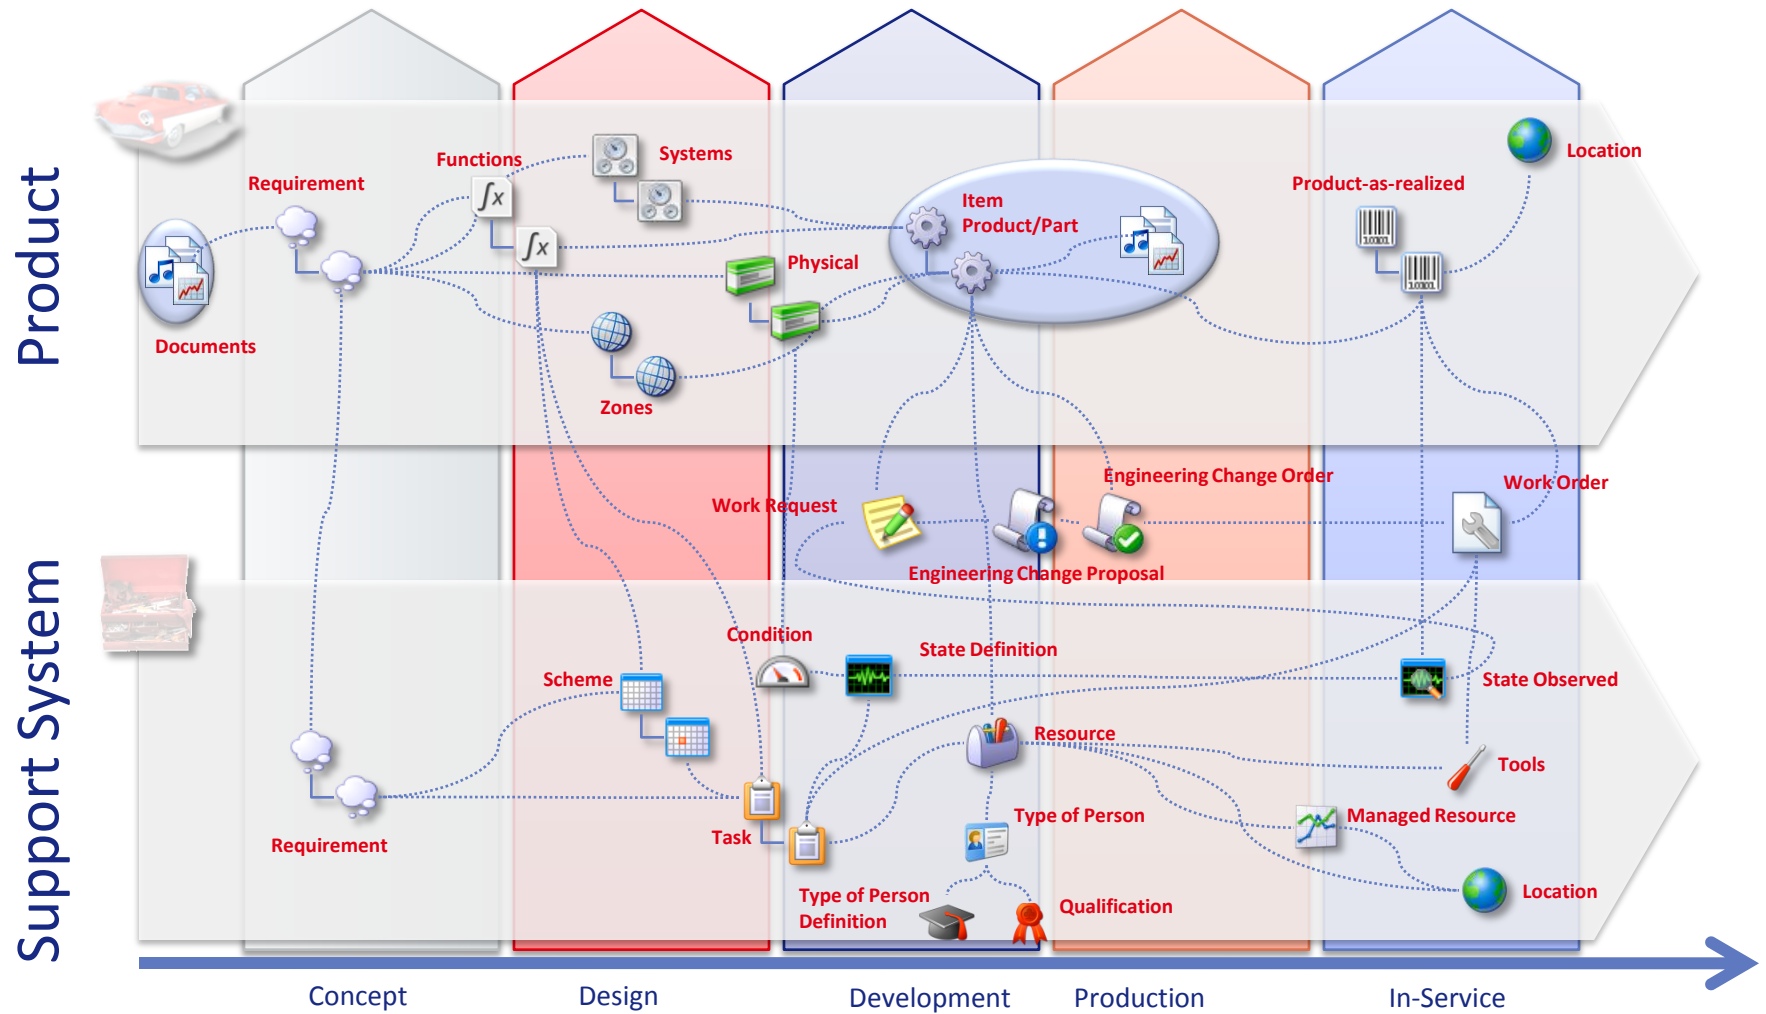 Product
Support System
Functions
Systems
Requirement
Documents
Physical
Zones
Item
Product/Part
Product-as-realized
Location
Work Request
Engineering Change Order
Engineering Change Proposal
Work Order
Condition
State Definition
State Observed
Scheme
Resource
Tools
Requirement
Task
Type of Person
Managed Resource
Type of Person
Definition
Qualification
Location
Concept
Design
Development
Production
In-Service